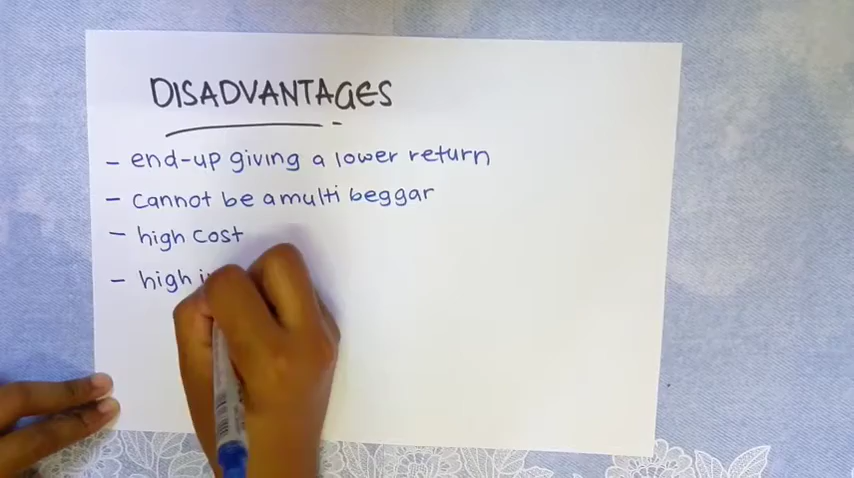 DISADVANTAGES
- end-up giving a lower return
- cannot be a multi beggar
- high cost
- high